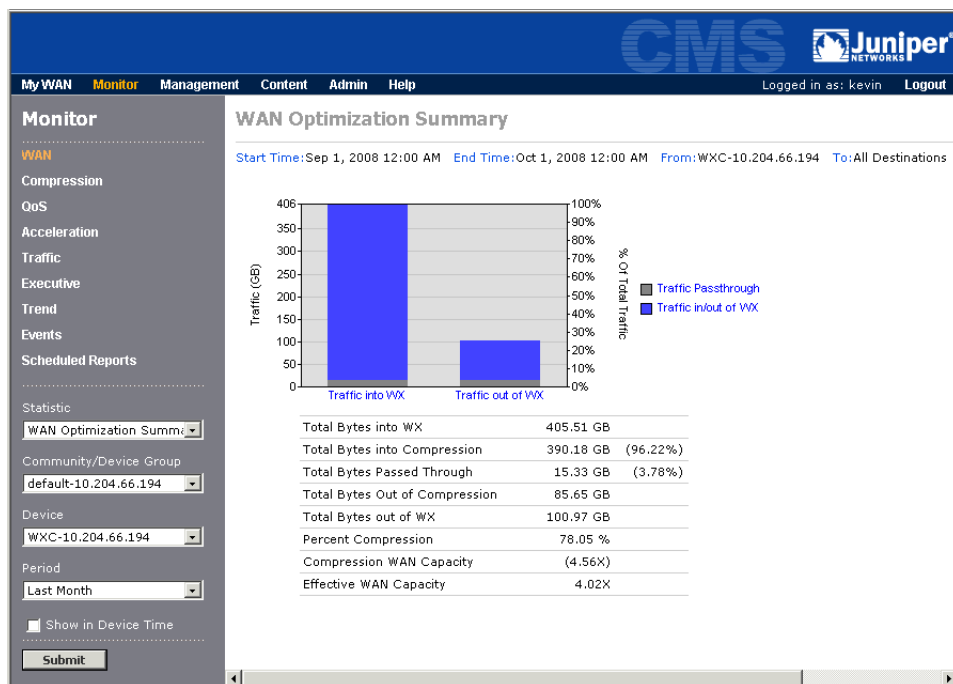 CMS
Juniper
NETWORKS
My WAN Monitor Management Content Admin Help Logged in as: kevin Logout
Monitor
WAN
Compression
QoS
Acceleration
Traffic
Executive
Trend
Events
Scheduled Reports
Statistic
WAN Optimization Summa
Community/Device Group
default-10.204.66.194
Device
WXC-10.204.66.194
Period
Last Month
Show in Device Time
Submit
WAN Optimization Summary
Start Time:Sep 1, 2008 12:00 AM End Time:Oct 1, 2008 12:00 AM From:WXC-10.204.66.194 To:All Destinations
Traffic (GB)
406
350
300
250
200
150
100
50
0
100%
90%
80%
70%
60%
50%
40%
30%
20%
10%
0%
% Of Total Traffic
Traffic into WX Traffic out of WX
Traffic Passthrough
Traffic in/out of WX
Total Bytes into WX 405.51 GB
Total Bytes into Compression 390.18 GB (96.22%)
Total Bytes Passed Through 15.33 GB (3.78%)
Total Bytes Out of Compression 85.65 GB
Total Bytes out of WX 100.97 GB
Percent Compression 78.05 %
Compression WAN Capacity (4.56X)
Effective WAN Capacity 4.02X